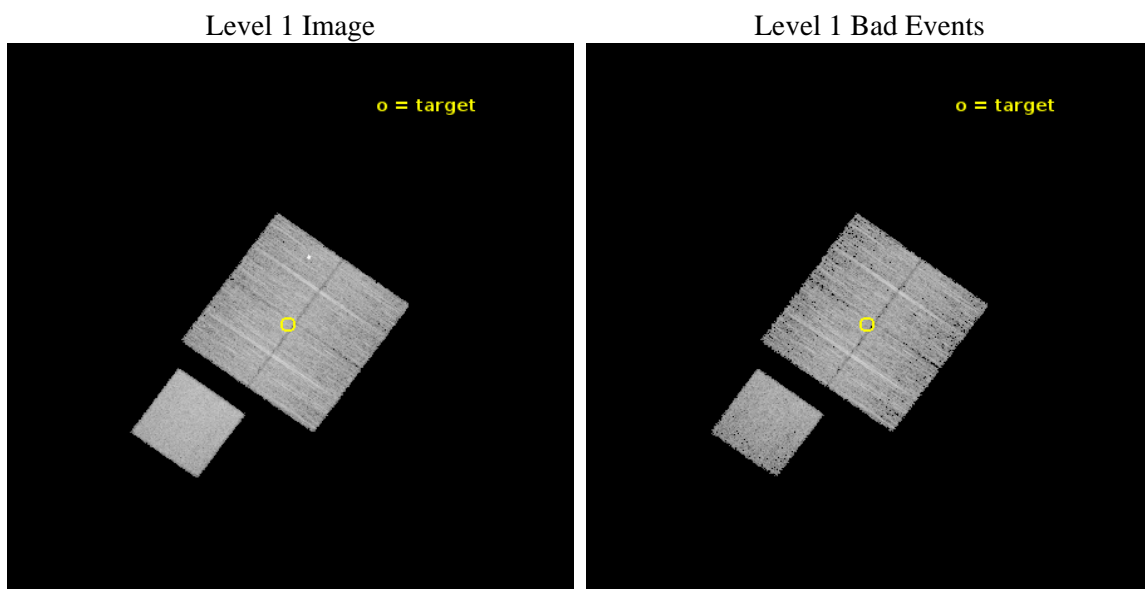 Level 1 Image
Level 1 Bad Events
o = target
o = target